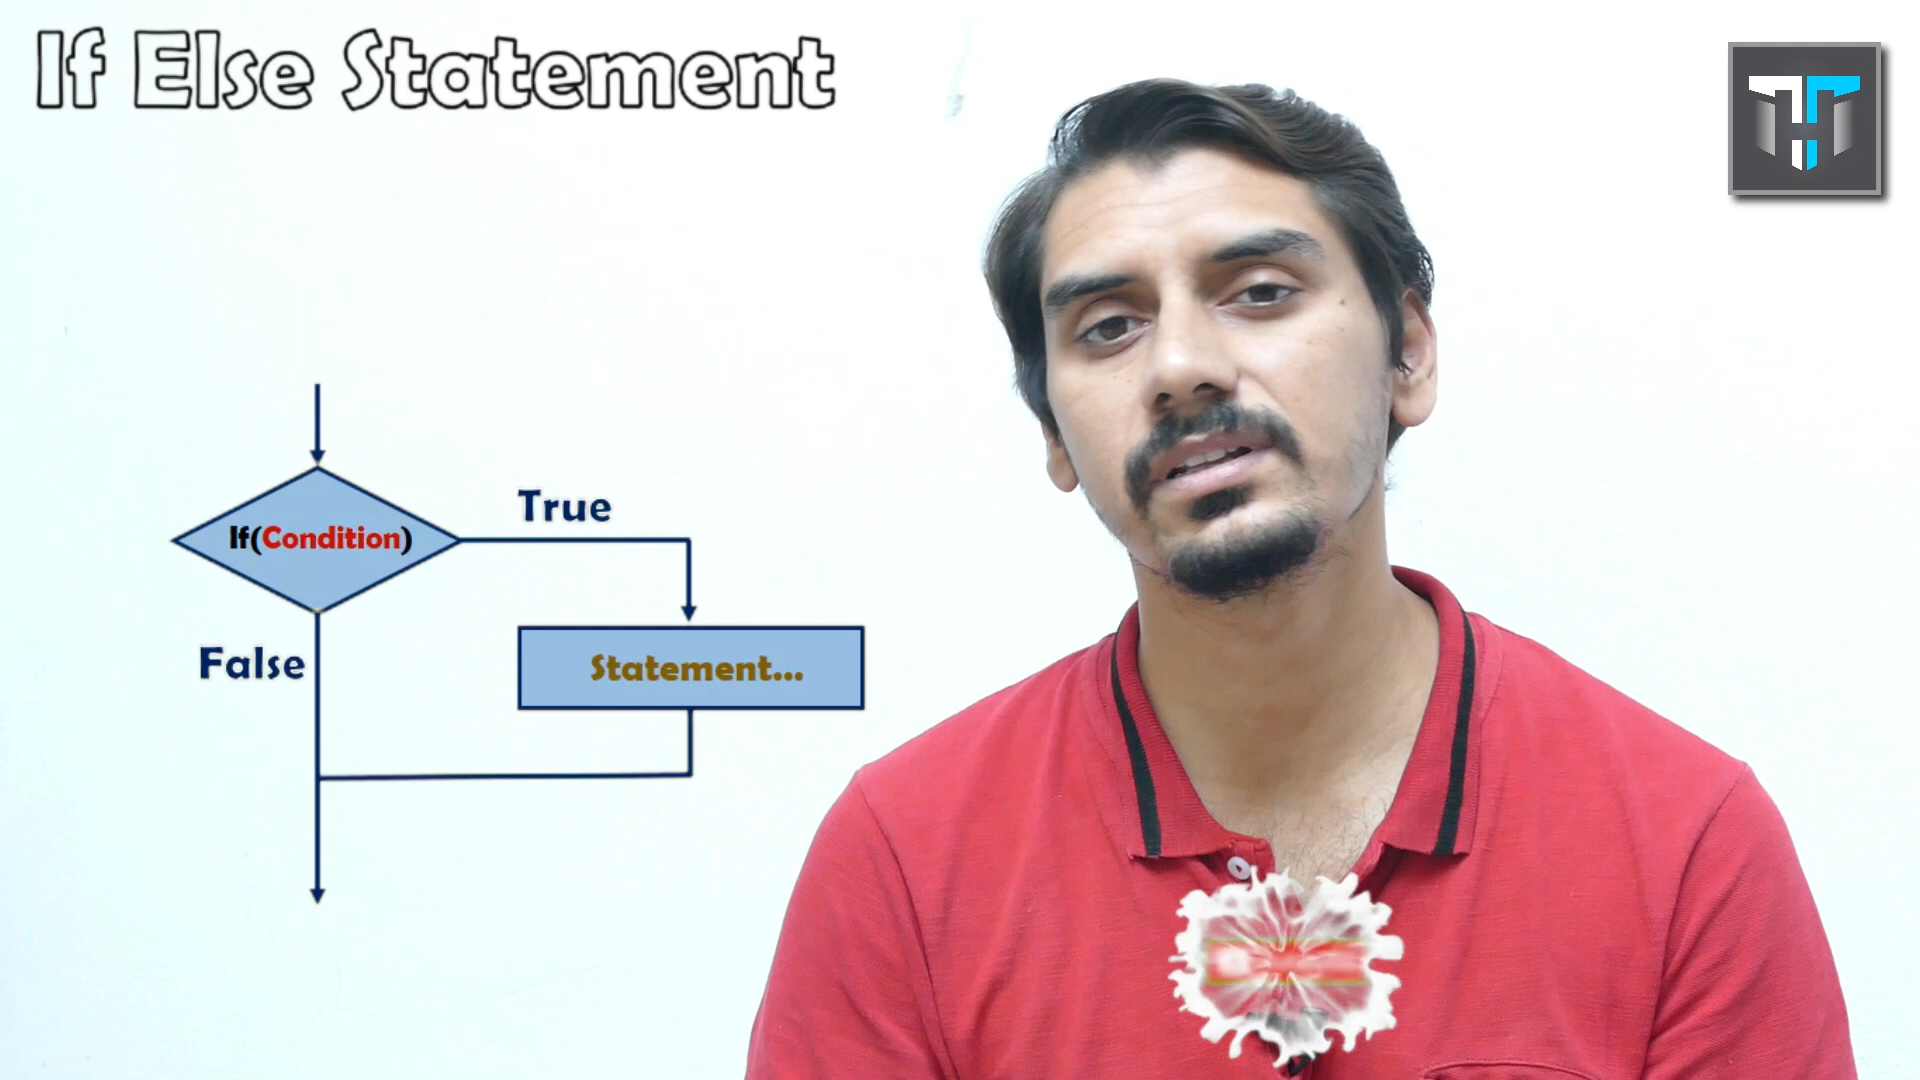 If Else Statement
If(Condition)
True
False
Statement...